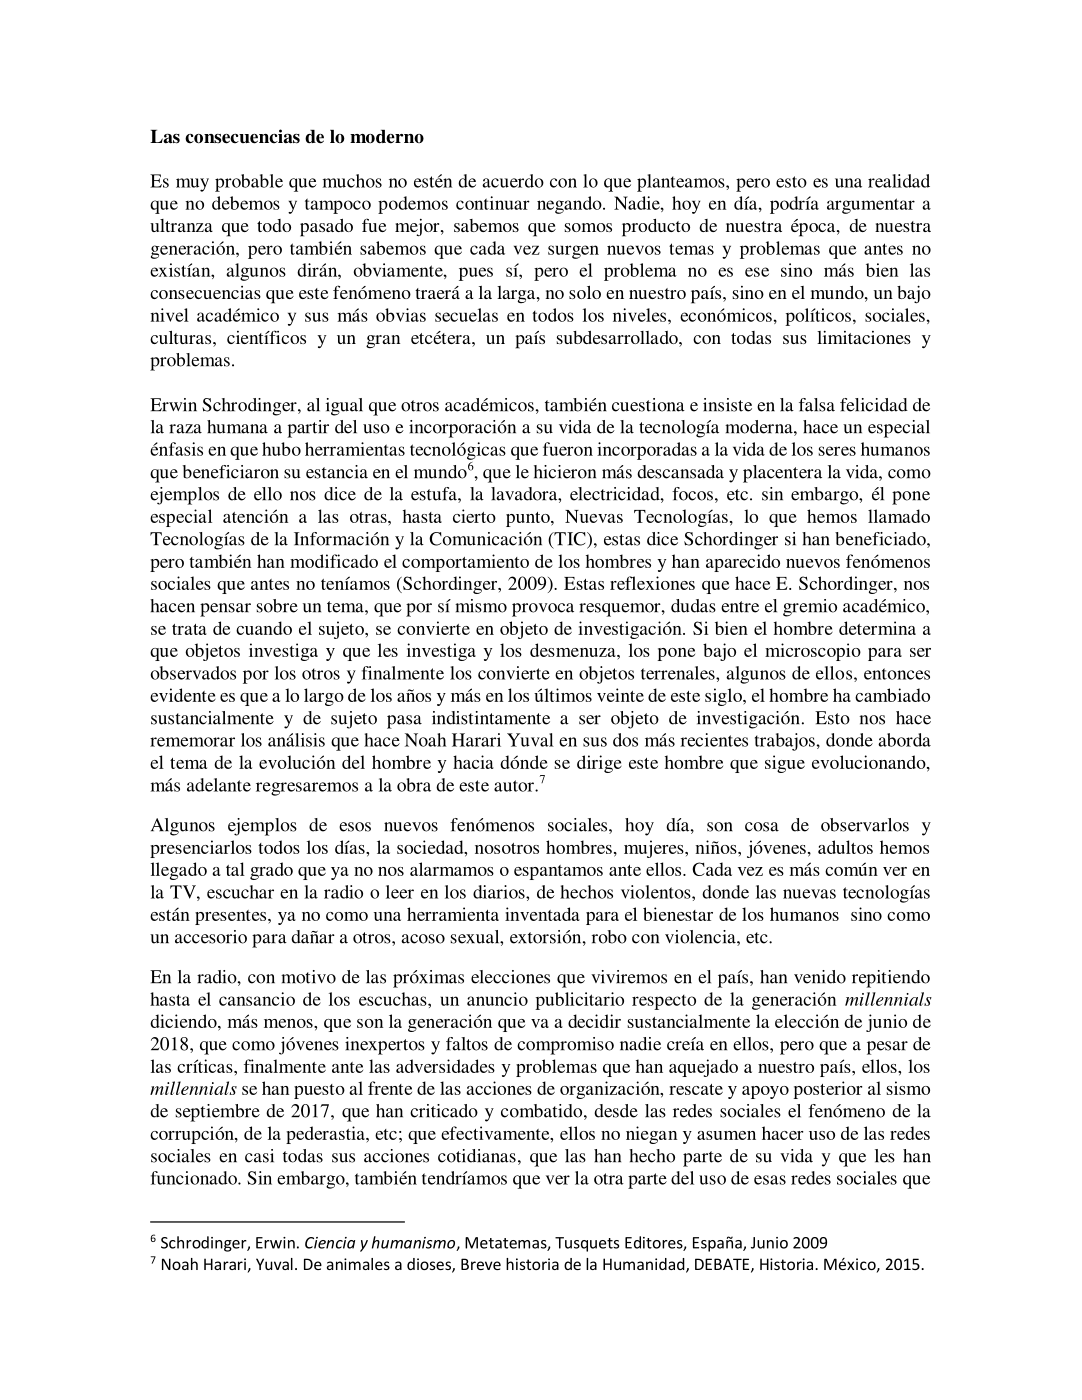 Las consecuencias de lo moderno
Es muy probable que muchos no estén de acuerdo con lo que planteamos, pero esto es una realidad
que no debemos y tampoco podemos continuar negando. Nadie, hoy en día, podría argumentar a
ultranza que todo pasado fue mejor, sabemos que somos producto de nuestra época, de nuestra
generación, pero también sabemos que cada vez surgen nuevos temas y problemas que antes no
existían, algunos dirán, obviamente, pues sí, pero el problema no es ese sino más bien las
consecuencias que este fenómeno traerá a la larga, no solo en nuestro país, sino en el mundo, un bajo
nivel académico y sus más obvias secuelas en todos los niveles, económicos, políticos, sociales,
culturas, científicos y un gran etcétera, un país subdesarrollado, con todas sus limitaciones y
problemas.
Erwin Schrodinger, al igual que otros académicos, también cuestiona e insiste en la falsa felicidad de
la raza humana a partir del uso e incorporación a su vida de la tecnología moderna, hace un especial
énfasis en que hubo herramientas tecnológicas que fueron incorporadas a la vida de los seres humanos
que beneficiaron su estancia en el mundo6, que le hicieron más descansada y placentera la vida, como
ejemplos de ello nos dice de la estufa, la lavadora, electricidad, focos, etc. sin embargo, él pone
especial atención a las otras, hasta cierto punto, Nuevas Tecnologías, lo que hemos llamado
Tecnologías de la Información y la Comunicación (TIC), estas dice Schordinger si han beneficiado,
pero también han modificado el comportamiento de los hombres y han aparecido nuevos fenómenos
sociales que antes no teníamos (Schordinger, 2009). Estas reflexiones que hace E. Schordinger, nos
hacen pensar sobre un tema, que por sí mismo provoca resquemor, dudas entre el gremio académico,
se trata de cuando el sujeto, se convierte en objeto de investigación. Si bien el hombre determina a
que objetos investiga y que les investiga y los desmenuza, los pone bajo el microscopio para ser
observados por los otros y finalmente los convierte en objetos terrenales, algunos de ellos, entonces
evidente es que a lo largo de los años y más en los últimos veinte de este siglo, el hombre ha cambiado
sustancialmente y de sujeto pasa indistintamente a ser objeto de investigación. Esto nos hace
rememorar los análisis que hace Noah Harari Yuval en sus dos más recientes trabajos, donde aborda
el tema de la evolución del hombre y hacia dónde se dirige este hombre que sigue evolucionando,
más adelante regresaremos a la obra de este autor.7
Algunos ejemplos de esos nuevos fenómenos sociales, hoy día, son cosa de observarlos y
presenciarlos todos los días, la sociedad, nosotros hombres, mujeres, niños, jóvenes, adultos hemos
llegado a tal grado que ya no nos alarmamos o espantamos ante ellos. Cada vez es más común ver en
la TV, escuchar en la radio o leer en los diarios, de hechos violentos, donde las nuevas tecnologías
están presentes, ya no como una herramienta inventada para el bienestar de los humanos  sino como
un accesorio para dañar a otros, acoso sexual, extorsión, robo con violencia, etc.
En la radio, con motivo de las próximas elecciones que viviremos en el país, han venido repitiendo
hasta el cansancio de los escuchas, un anuncio publicitario respecto de la generación millennials
diciendo, más menos, que son la generación que va a decidir sustancialmente la elección de junio de
2018, que como jóvenes inexpertos y faltos de compromiso nadie creía en ellos, pero que a pesar de
las críticas, finalmente ante las adversidades y problemas que han aquejado a nuestro país, ellos, los
millennials se han puesto al frente de las acciones de organización, rescate y apoyo posterior al sismo
de septiembre de 2017, que han criticado y combatido, desde las redes sociales el fenómeno de la
corrupción, de la pederastia, etc; que efectivamente, ellos no niegan y asumen hacer uso de las redes
sociales en casi todas sus acciones cotidianas, que las han hecho parte de su vida y que les han
funcionado. Sin embargo, también tendríamos que ver la otra parte del uso de esas redes sociales que
6 Schrodinger, Erwin. Ciencia y humanismo, Metatemas, Tusquets Editores, España, Junio 2009
7 Noah Harari, Yuval. De animales a dioses, Breve historia de la Humanidad, DEBATE, Historia. México, 2015.